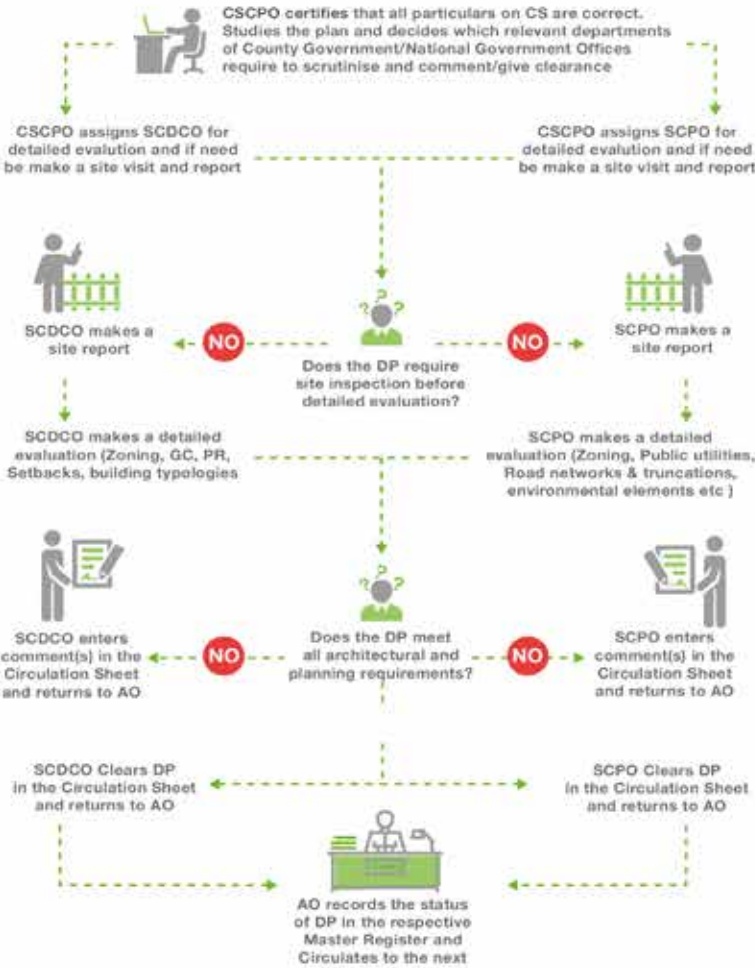 CSCPO certifies that all particulars on CS are correct.
Studies the plan and decides which relevant departments
of County Government/National Government Offices
require to scrutinise and comment/give clearance
CSCPO assigns SCDCO for
detailed evalution and if need
be make a site visit and report
CSCPO assigns SCPO for
detailed evalution and if need
be make a site visit and report
SCDCO makes a
site report
NO
? ? ?
Does the DP require
site inspection before
detailed evaluation?
NO
SCPO makes a
site report
SCDCO makes a detailed
evaluation (Zoning, GC, PR,
Setbacks, building typologies
SCPO makes a detailed
evaluation (Zoning, Public utilities,
Road networks & truncations,
environmental elements etc )
SCDCO enters
comment(s) in the
Circulation Sheet
and returns to AO
NO
? ? ?
Does the DP meet
all architectural and
planning requirements?
NO
SCPO enters
comment(s) in the
Circulation Sheet
and returns to AO
SCDCO Clears DP
in the Circulation Sheet
and returns to AO
SCPO Clears DP
in the Circulation Sheet
and returns to AO
AO records the status
of DP in the respective
Master Register and
Circulates to the next